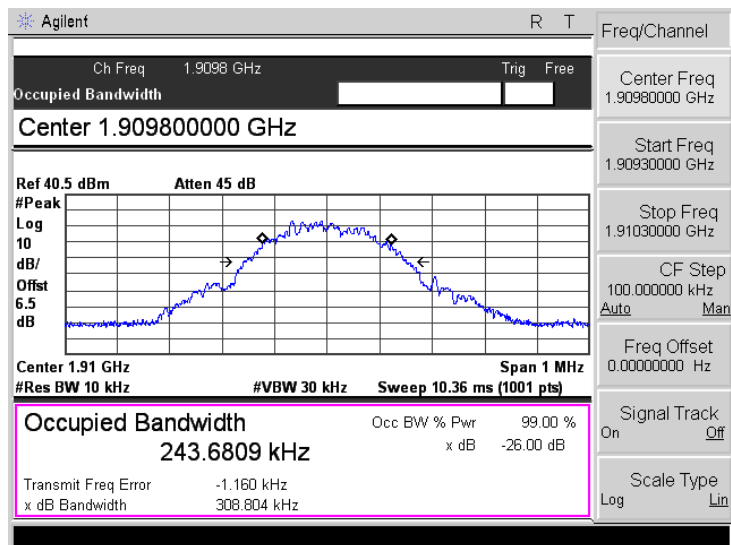 Agilent R T
Ch Freq 1.9098 GHz Trig Free
Occupied Bandwidth
Center 1.909800000 GHz
Ref 40.5 dBm Atten 45 dB
#Peak
Log
10
dB/
Offst
6.5
dB
Center 1.91 GHz Span 1 MHz
#Res BW 10 kHz #VBW 30 kHz Sweep 10.36 ms (1001 pts)
Occupied Bandwidth
243.6809 kHz
Occ BW % Pwr 99.00 %
x dB -26.00 dB
Transmit Freq Error -1.160 kHz
x dB Bandwidth 308.804 kHz
Freq/Channel
Center Freq
1.90980000 GHz
Start Freq
1.90930000 GHz
Stop Freq
1.91030000 GHz
CF Step
100.000000 kHz
Auto Man
Freq Offset
0.00000000 Hz
Signal Track
On Off
Scale Type
Log Lin